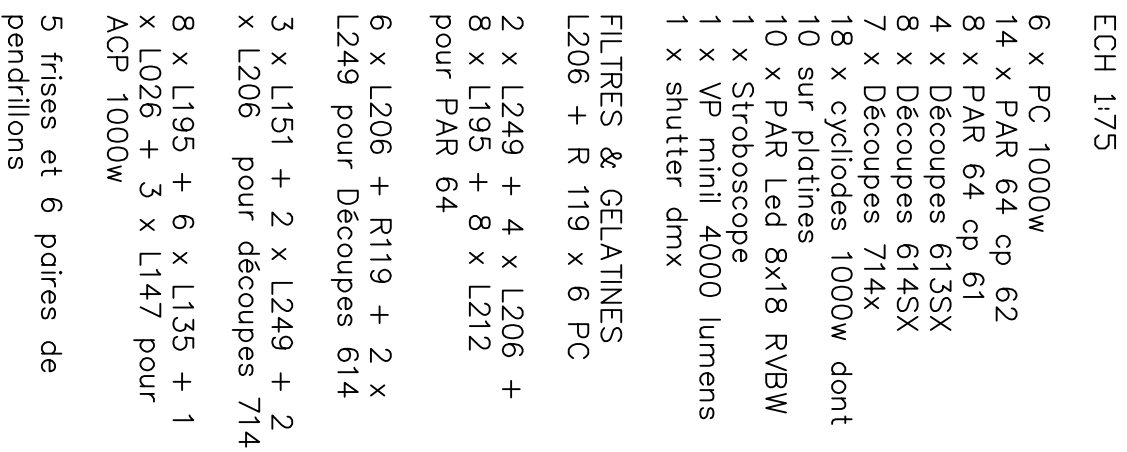 ECH 1:75
6 x PC 1000w
14 x PAR 64 cp 62
8 x PAR 64 cp 61
4 x Découpes 613SX
8 x Découpes 614SX
7 x Découpes 714x
18 x cycliodes 1000w dont
10 sur platines
10 x PAR Led 8x18 RVBW
1 x Stroboscope
1 x VP minil 4000 lumens
1 x shutter dmx
FILTRES & GELATINES
L206 + R 119 x 6 PC
2 x L249 + 4 x L206 +
8 x L195 + 8 x L212
pour PAR 64
6 x L206 + R119 + 2 x
L249 pour Découpes 614
3 x L151 + 2 x L249 + 2
x L206 pour découpes 714
8 x L195 + 6 x L135 + 1
x L026 + 3 x L147 pour
ACP 1000w
5 frises et 6 paires de
pendrillons